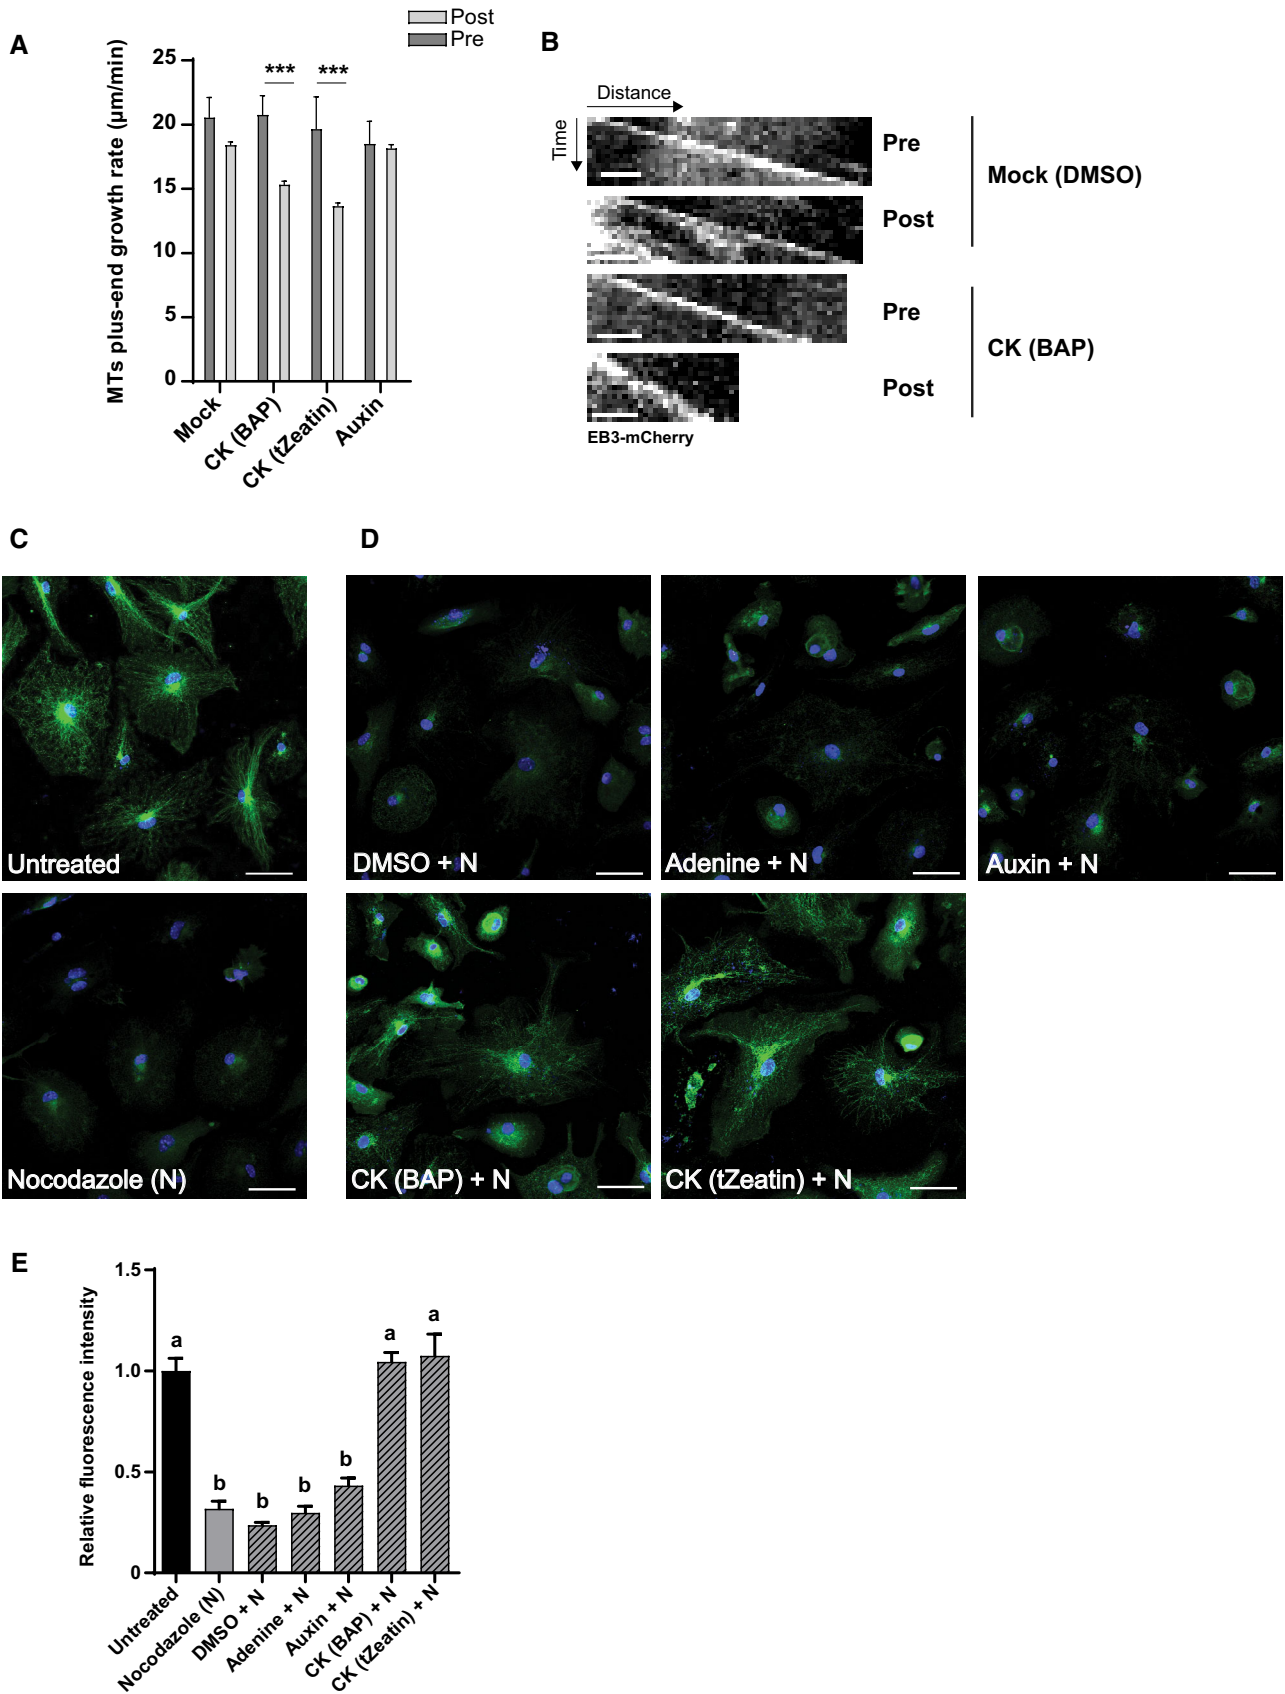 A
Post
Pre
MTs plus-end growth rate (µm/min)
25
20
15
10
5
0
***
***
Mock
CK (BAP)
CK (tZeatin)
Auxin
B
Distance
Time
Pre
Post
Mock (DMSO)
Pre
Post
CK (BAP)
EB3-mCherry
C
Untreated
Nocodazole (N)
D
DMSO + N
Adenine + N
Auxin + N
CK (BAP) + N
CK (tZeatin) + N
E
Relative fluorescence intensity
1.5
1.0
0.5
0
a
b
b
b
b
a
a
Untreated
Nocodazole (N)
DMSO + N
Adenine + N
Auxin + N
CK (BAP) + N
CK (tZeatin) + N